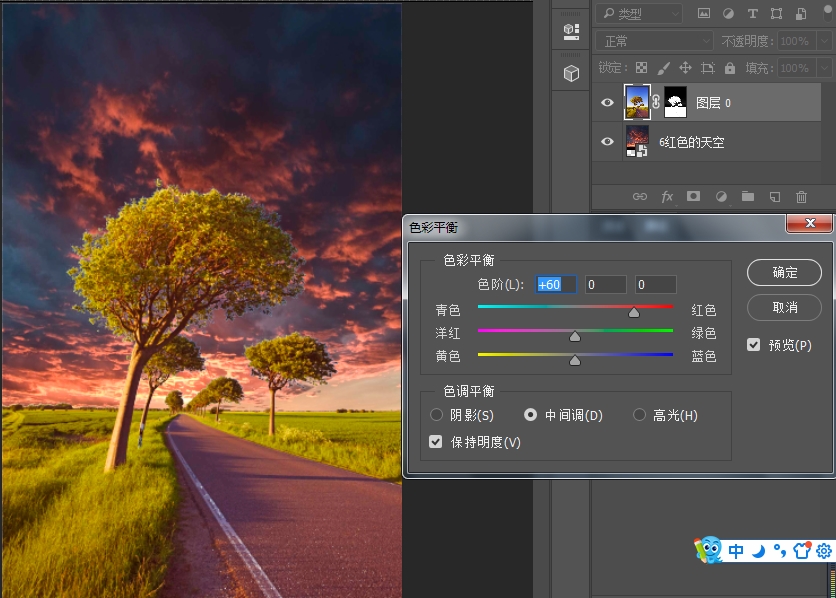 类型
正常 不透明度: 100%
锁定: 填充: 100%
图层 0
6红色的天空
fx
色彩平衡
色彩平衡
色阶(L): +60 0 0
青色 红色
洋红 绿色
黄色 蓝色
确定
取消
预览(P)
色调平衡
阴影(S) 中间调(D) 高光(H)
保持明度(V)
中